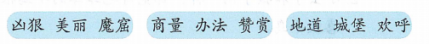 凶狠 美丽 魔窟 商量 办法 赞赏 地道 城堡 欢呼